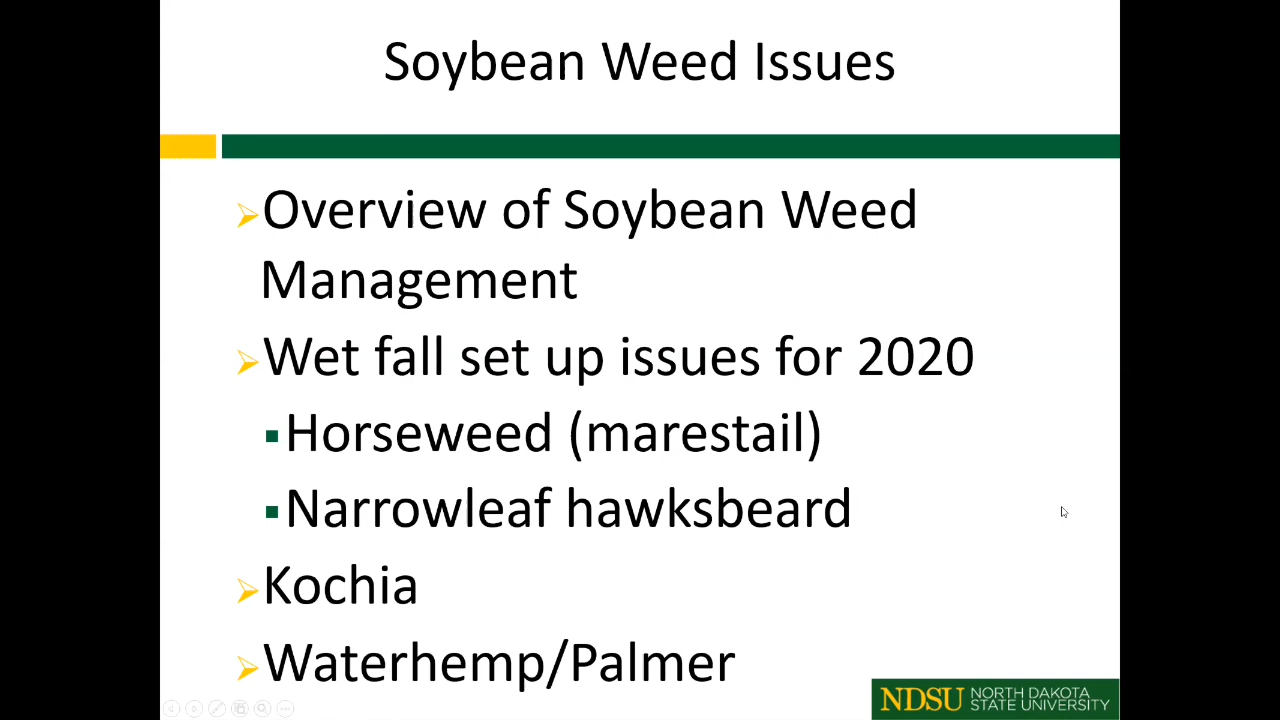 Soybean Weed Issues
Overview of Soybean Weed
Management
Wet fall set up issues for 2020
Horseweed (marestail)
Narrowleaf hawksbeard
Kochia
Waterhemp/Palmer
NDSU NORTH DAKOTA
STATE UNIVERSITY